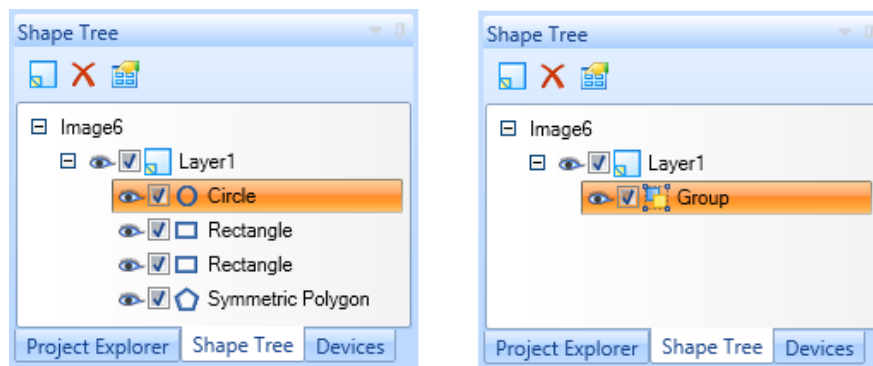 Shape Tree
Image6
Layer1
Circle
Rectangle
Rectangle
Symmetric Polygon
Project Explorer Shape Tree Devices
Shape Tree
Image6
Layer1
Group
Project Explorer Shape Tree Devices